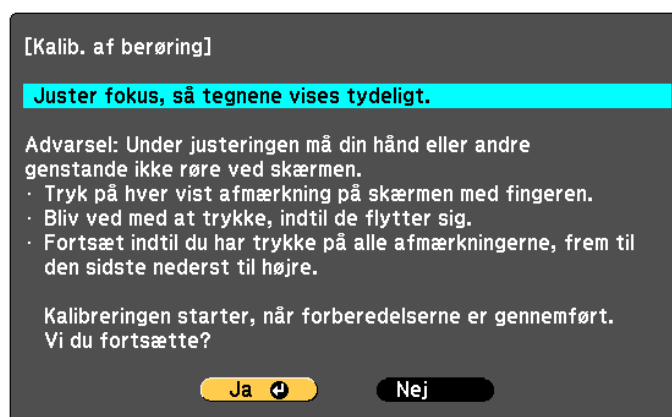 [Kalib. af berøring]
Juster fokus, så tegnene vises tydeligt.
Advarsel: Under justeringen må din hånd eller andre
genstande ikke røre ved skærmen.
· Tryk på hver vist afmærkning på skærmen med fingeren.
· Bliv ved med at trykke, indtil de flytter sig.
· Fortsæt indtil du har trykke på alle afmærkningerne, frem til
den sidste nederst til højre.
Kalibreringen starter, når forberedelserne er gennemført.
Vi du fortsætte?
Ja Nej